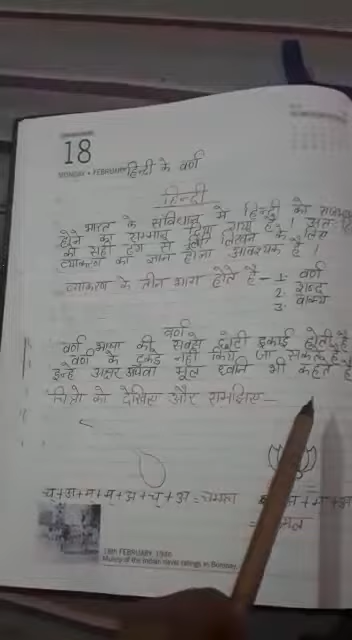 18
MONDAY • FEBRUARY हिन्दी के वर्ण
हिन्दी
भारत के संविधान में हिन्दी को
होने का सम्मान दिया गया है। अतः
को सही ढंग से लिखने के लिए
व्याकरण का ज्ञान होना आवश्यक है।
व्याकरण के तीन भाग होते है – 1. वर्ण
2. शब्द
3. वाक्य
वर्ण
वर्ण भाषा की सबसे छोटी इकाई होती है
वर्ण के टुकड़े नहीं किये जा सकते है
इन्हे अक्षर अथवा मूल ध्वनि भी कहते है
चित्रो को देखिए और समझिए –
च्+अ+म्+म्+अ+च्+अ = चम्मच
+म्+अ
18th FEBRUARY, 1946
Mutiny of the Indian naval ratings in Bombay